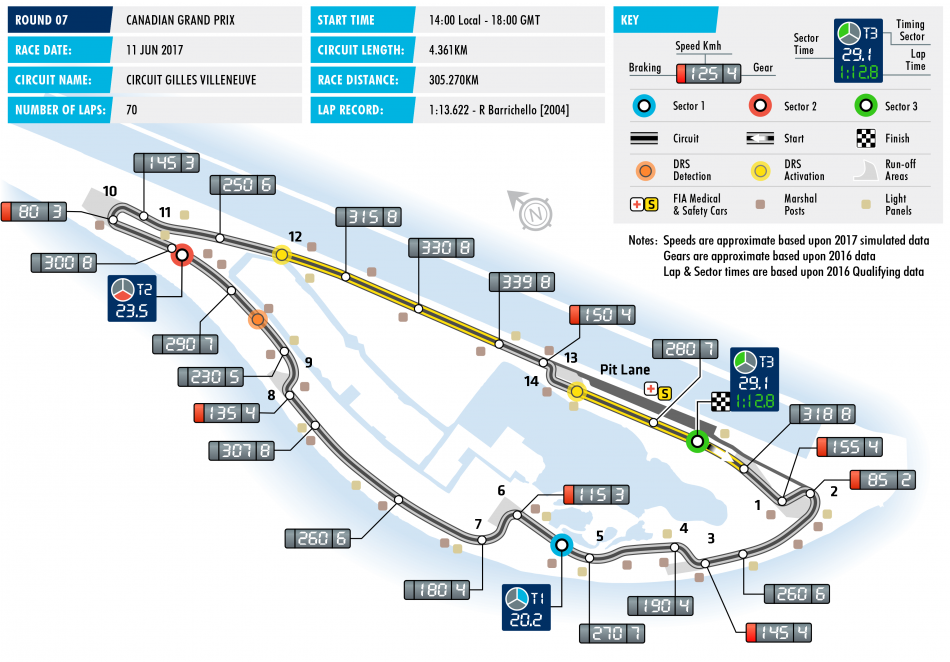 ROUND 07 CANADIAN GRAND PRIX
RACE DATE: 11 JUN 2017
CIRCUIT NAME: CIRCUIT GILLES VILLENEUVE
NUMBER OF LAPS: 70
START TIME 14:00 Local - 18:00 GMT
CIRCUIT LENGTH: 4.361KM
RACE DISTANCE: 305.270KM
LAP RECORD: 1:13.622 - R Barrichello [2004]
KEY
Speed Kmh
Braking 125 4 Gear
Sector Time
T3
29.1
1:12.8
Timing Sector
Lap Time
Sector 1 Sector 2 Sector 3
Circuit Start Finish
DRS Detection DRS Activation Run-off Areas
FIA Medical & Safety Cars Marshal Posts Light Panels
S
Notes: Speeds are approximate based upon 2017 simulated data
Gears are approximate based upon 2016 data
Lap & Sector times are based upon 2016 Qualifying data
145 3
10
250 6
80 3
11
315 8
N
12
330 8
300 8
339 8
T2
23.5
150 4
290 7
13
280 7
9
230 5
14
Pit Lane
S
T3
29.1
1:12.8
8
135 4
318 8
307 8
155 4
85 2
6
115 3
1
2
7
5
4
3
260 6
180 4
T1
20.2
190 4
260 6
270 7
145 4